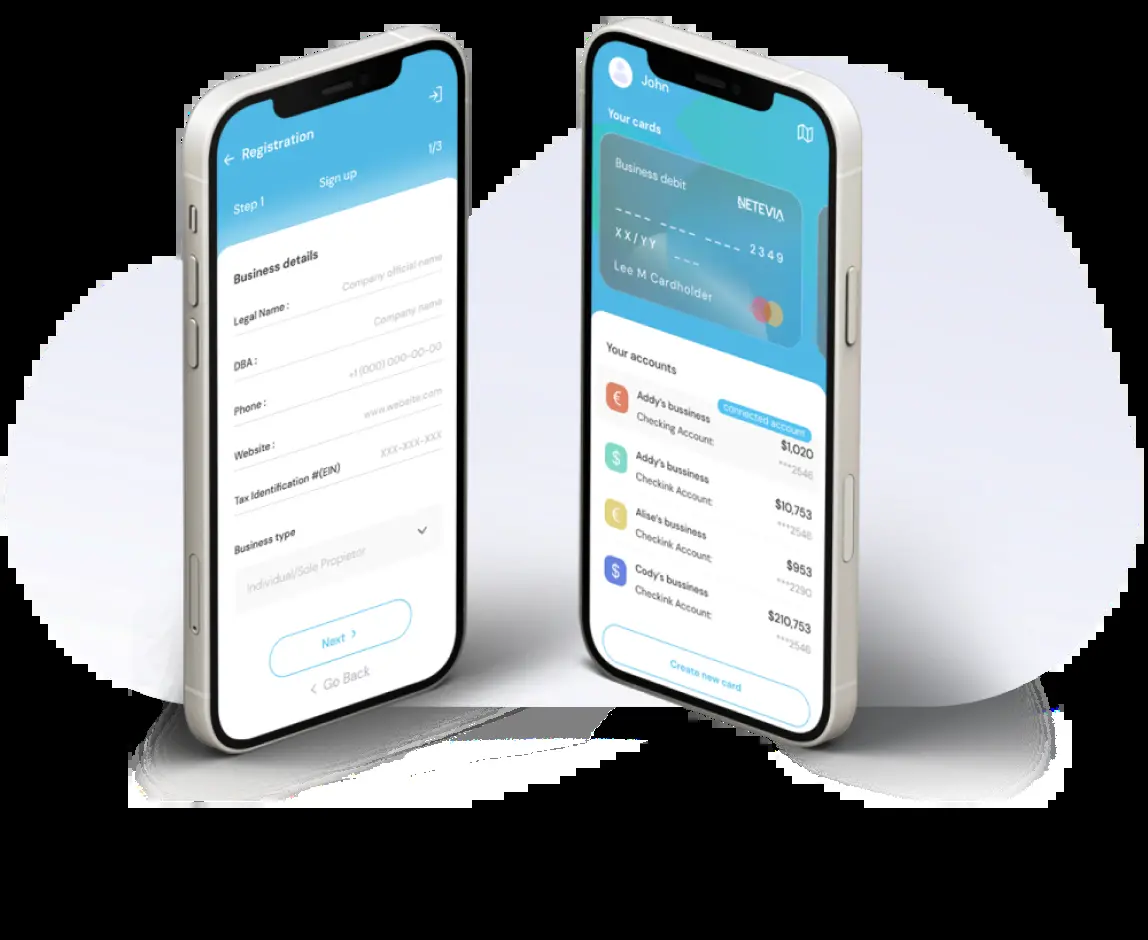 Registration
1/3
Sign up
Step 1
Business details
Legal Name :
Company official name
DBA :
Company name
Phone :
+1 (000) 000-00-00
Website :
www.website.com
Tax Identification #(EIN)
XXX-XXX-XXX
Business type
Individual/Sole Propietor
Next
Go Back
John
Your cards
Business debit
NETEVIA
---- ---- ---- 2349
XX/YY ---
Lee M Cardholder
Your accounts
Addy's bussiness
connected account
Checking Account:
$1,020
***2546
Addy's bussiness
Checkink Account:
$10,753
***2546
Alise's bussiness
Checkink Account:
$953
***2290
Cody's bussiness
Checkink Account:
$210,753
***2546
Create new card